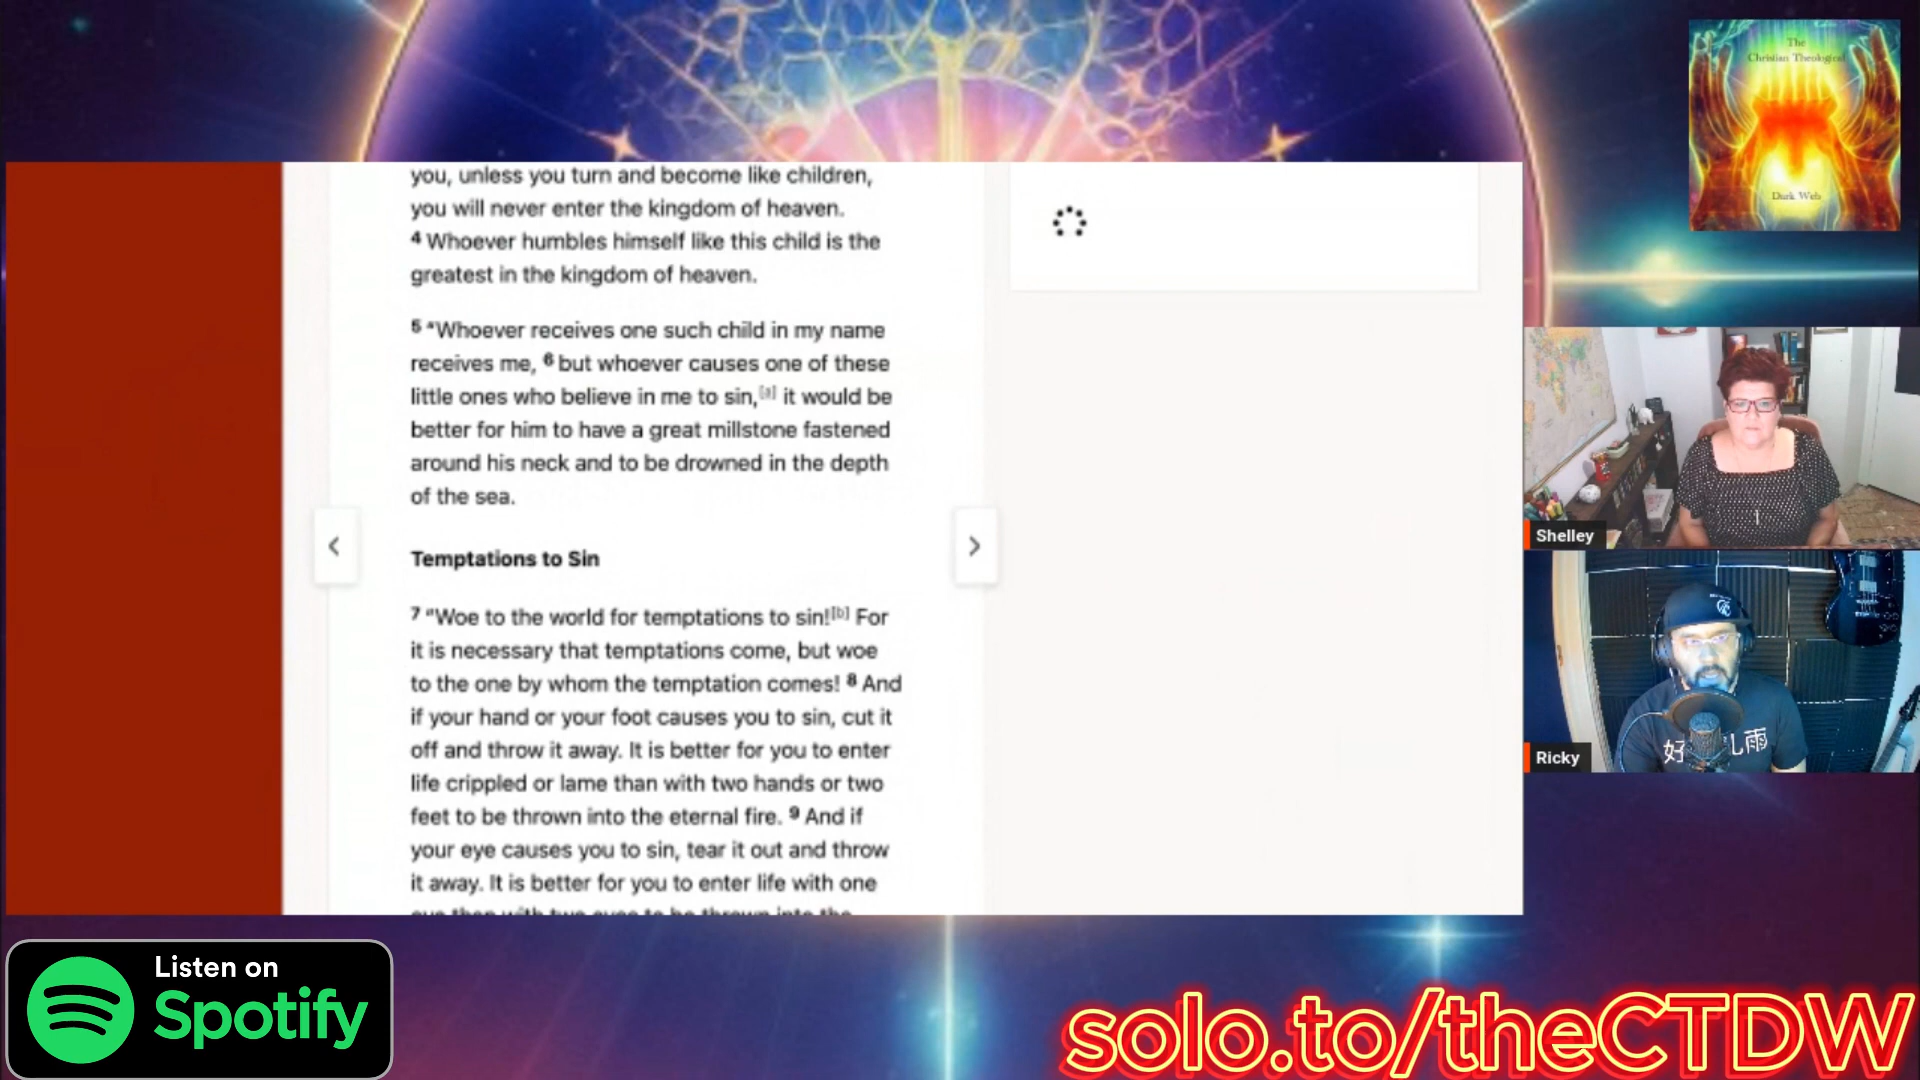 you, unless you turn and become like children,
you will never enter the kingdom of heaven.
4 Whoever humbles himself like this child is the
greatest in the kingdom of heaven.
5 “Whoever receives one such child in my name
receives me, 6 but whoever causes one of these
little ones who believe in me to sin,[a] it would be
better for him to have a great millstone fastened
around his neck and to be drowned in the depth
of the sea.
Temptations to Sin
7 “Woe to the world for temptations to sin![b] For
it is necessary that temptations come, but woe
to the one by whom the temptation comes! 8 And
if your hand or your foot causes you to sin, cut it
off and throw it away. It is better for you to enter
life crippled or lame than with two hands or two
feet to be thrown into the eternal fire. 9 And if
your eye causes you to sin, tear it out and throw
it away. It is better for you to enter life with one
eye than with two eyes to be thrown into the
The
Christian Theological
Dark Web
Shelley
好 雨
Ricky
Listen on
Spotify
solo.to/theCTDW